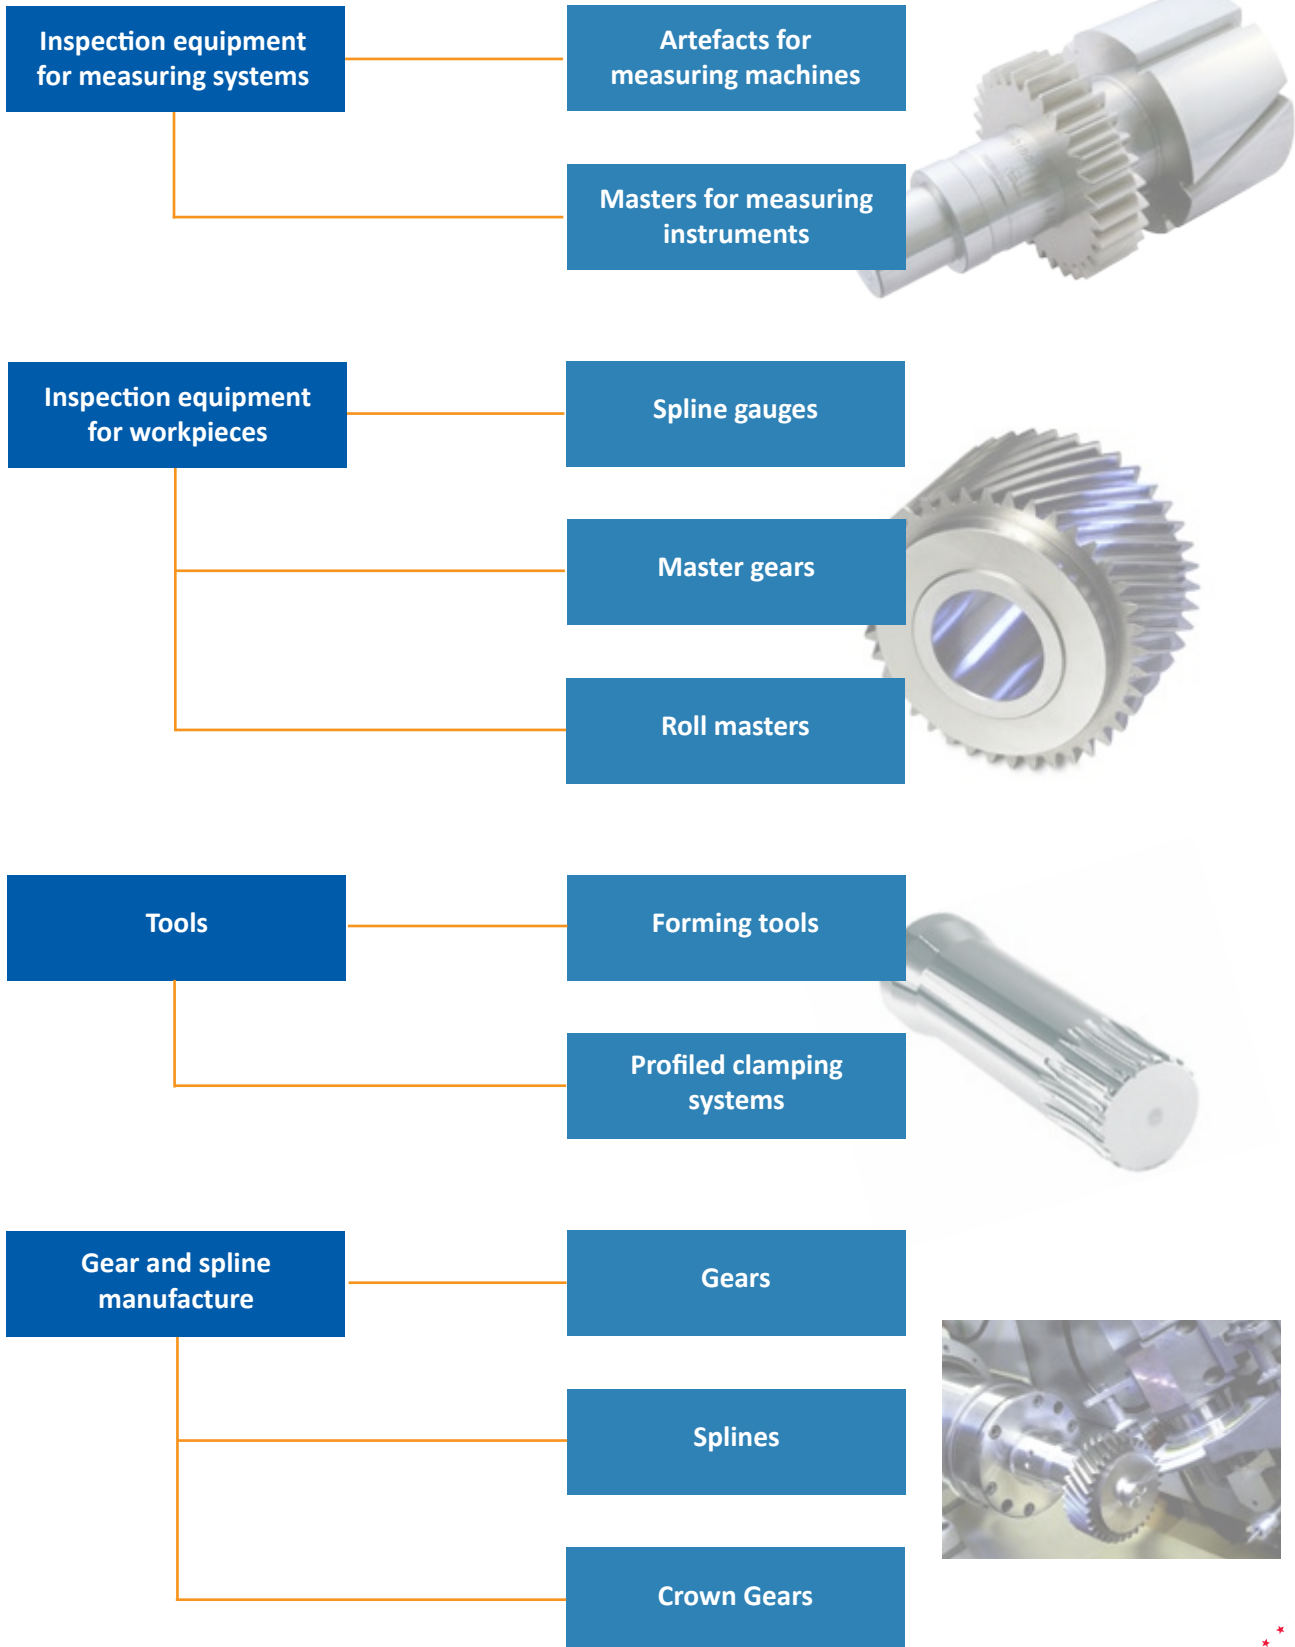 Inspection equipment
for measuring systems
Artefacts for
measuring machines
Masters for measuring
instruments
Inspection equipment
for workpieces
Spline gauges
Master gears
Roll masters
Tools
Forming tools
Profiled clamping
systems
Gear and spline
manufacture
Gears
Splines
Crown Gears